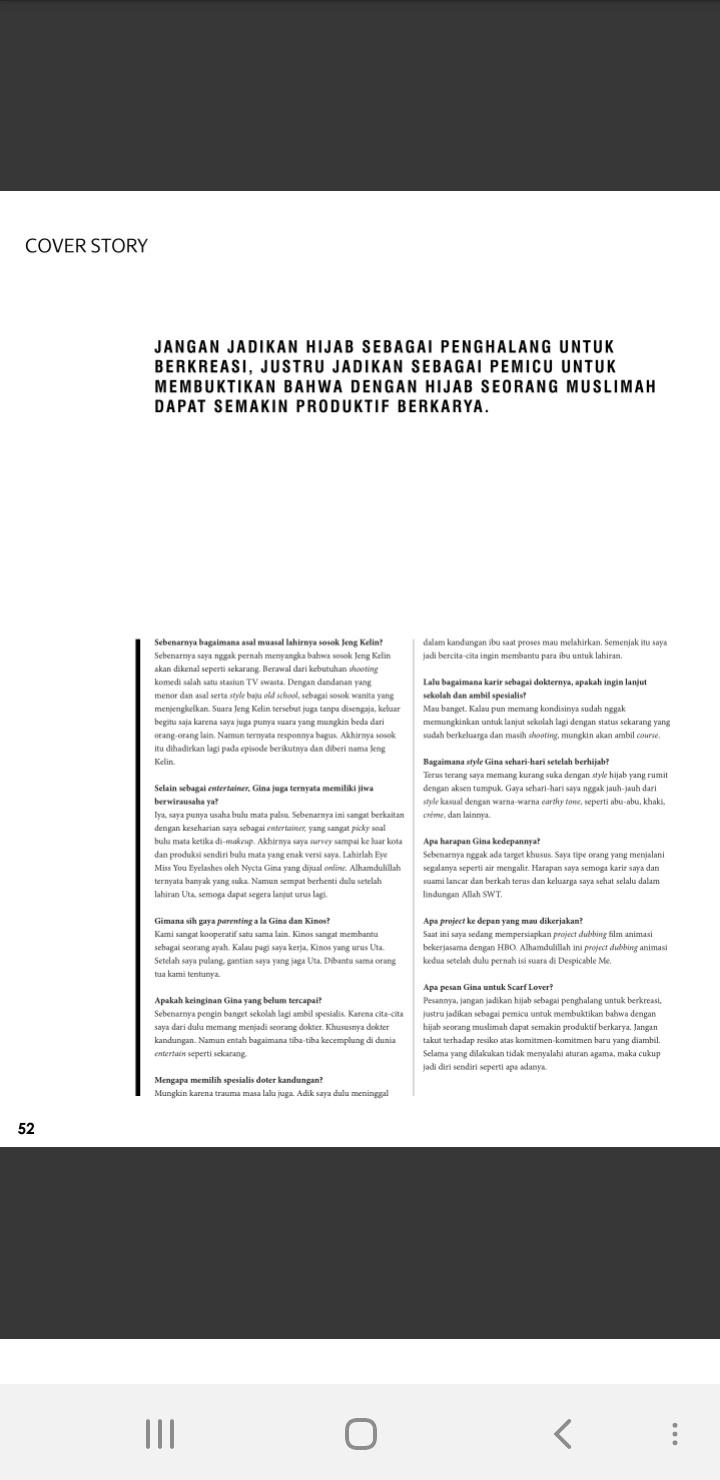 COVER STORY
JANGAN JADIKAN HIJAB SEBAGAI PENGHALANG UNTUK
BERKREASI, JUSTRU JADIKAN SEBAGAI PEMICU UNTUK
MEMBUKTIKAN BAHWA DENGAN HIJAB SEORANG MUSLIMAH
DAPAT SEMAKIN PRODUKTIF BERKARYA.
Sebenarnya bagaimana asal muasal lahirnya sosok Jeng Kelin?
Sebenarnya saya nggak pernah menyangka bahwa sosok Jeng Kelin
akan dikenal seperti sekarang. Berawal dari kebutuhan shooting
komedi salah satu stasiun TV swasta. Dengan dandanan yang
menor dan asal serta style baju old school, sebagai sosok wanita yang
menjengkelkan. Suara Jeng Kelin tersebut juga tanpa disengaja, keluar
begitu saja karena saya juga punya suara yang mungkin beda dari
orang-orang lain. Namun ternyata responnya bagus. Akhirnya sosok
itu dihadirkan lagi pada episode berikutnya dan diberi nama Jeng
Kelin.
Selain sebagai entertainer, Gina juga ternyata memiliki jiwa
berwirausaha ya?
Iya, saya punya usaha bulu mata palsu. Sebenarnya ini sangat berkaitan
dengan keseharian saya sebagai entertainer, yang sangat picky soal
bulu mata ketika di-makeup. Akhirnya saya survey sampai ke luar kota
dan produksi sendiri bulu mata yang enak versi saya. Lahirlah Eye
Miss You Eyelashes oleh Nycta Gina yang dijual online. Alhamdulillah
ternyata banyak yang suka. Namun sempat berhenti dulu setelah
lahiran Uta, semoga dapat segera lanjut urus lagi.
Gimana sih gaya parenting a la Gina dan Kinos?
Kami sangat kooperatif satu sama lain. Kinos sangat membantu
sebagai seorang ayah. Kalau pagi saya kerja, Kinos yang urus Uta.
Setelah saya pulang, gantian saya yang jaga Uta. Dibantu sama orang
tua kami tentunya.
Apakah keinginan Gina yang belum tercapai?
Sebenarnya pengin banget sekolah lagi ambil spesialis. Karena cita-cita
saya dari dulu memang menjadi seorang dokter. Khususnya dokter
kandungan. Namun entah bagaimana tiba-tiba kecemplung di dunia
entertain seperti sekarang.
Mengapa memilih spesialis doter kandungan?
Mungkin karena trauma masa lalu juga. Adik saya dulu meninggal
dalam kandungan ibu saat proses mau melahirkan. Semenjak itu saya
jadi bercita-cita ingin membantu para ibu untuk lahiran.
Lalu bagaimana karir sebagai dokternya, apakah ingin lanjut
sekolah dan ambil spesialis?
Mau banget. Kalau pun memang kondisinya sudah nggak
memungkinkan untuk lanjut sekolah lagi dengan status sekarang yang
sudah berkeluarga dan masih shooting, mungkin akan ambil course.
Bagaimana style Gina sehari-hari setelah berhijab?
Terus terang saya memang kurang suka dengan style hijab yang rumit
dengan aksen tumpuk. Gaya sehari-hari saya nggak jauh-jauh dari
style kasual dengan warna-warna earthy tone, seperti abu-abu, khaki,
crème, dan lainnya.
Apa harapan Gina kedepannya?
Sebenarnya nggak ada target khusus. Saya tipe orang yang menjalani
segalanya seperti air mengalir. Harapan saya semoga karir saya dan
suami lancar dan berkah terus dan keluarga saya sehat selalu dalam
lindungan Allah SWT.
Apa project ke depan yang mau dikerjakan?
Saat ini saya sedang mempersiapkan project dubbing film animasi
bekerjasama dengan HBO. Alhamdulillah ini project dubbing animasi
kedua setelah dulu pernah isi suara di Despicable Me.
Apa pesan Gina untuk Scarf Lover?
Pesannya, jangan jadikan hijab sebagai penghalang untuk berkreasi,
justru jadikan sebagai pemicu untuk membuktikan bahwa dengan
hijab seorang muslimah dapat semakin produktif berkarya. Jangan
takut terhadap resiko atas komitmen-komitmen baru yang diambil.
Selama yang dilakukan tidak menyalahi aturan agama, maka cukup
jadi diri sendiri seperti apa adanya.
52